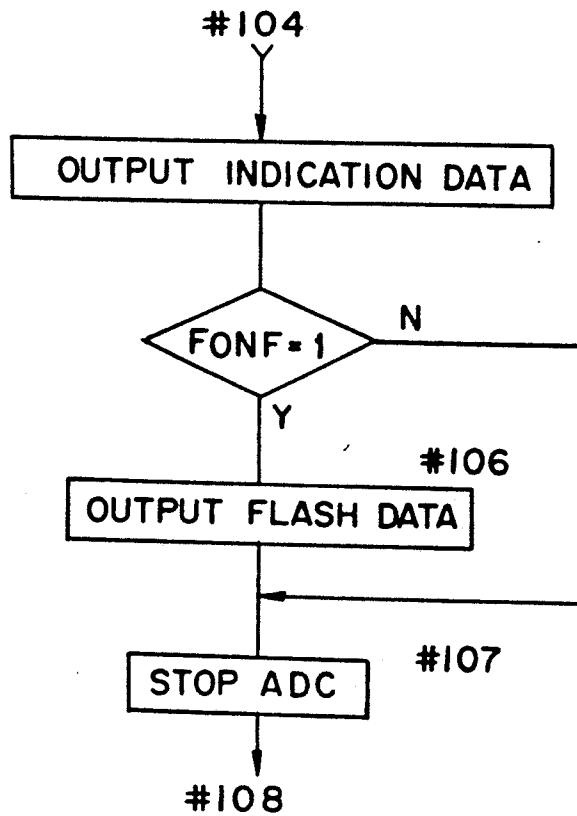 #104
OUTPUT INDICATION DATA
FONF=1
N
Y
#106
OUTPUT FLASH DATA
#107
STOP ADC
#108